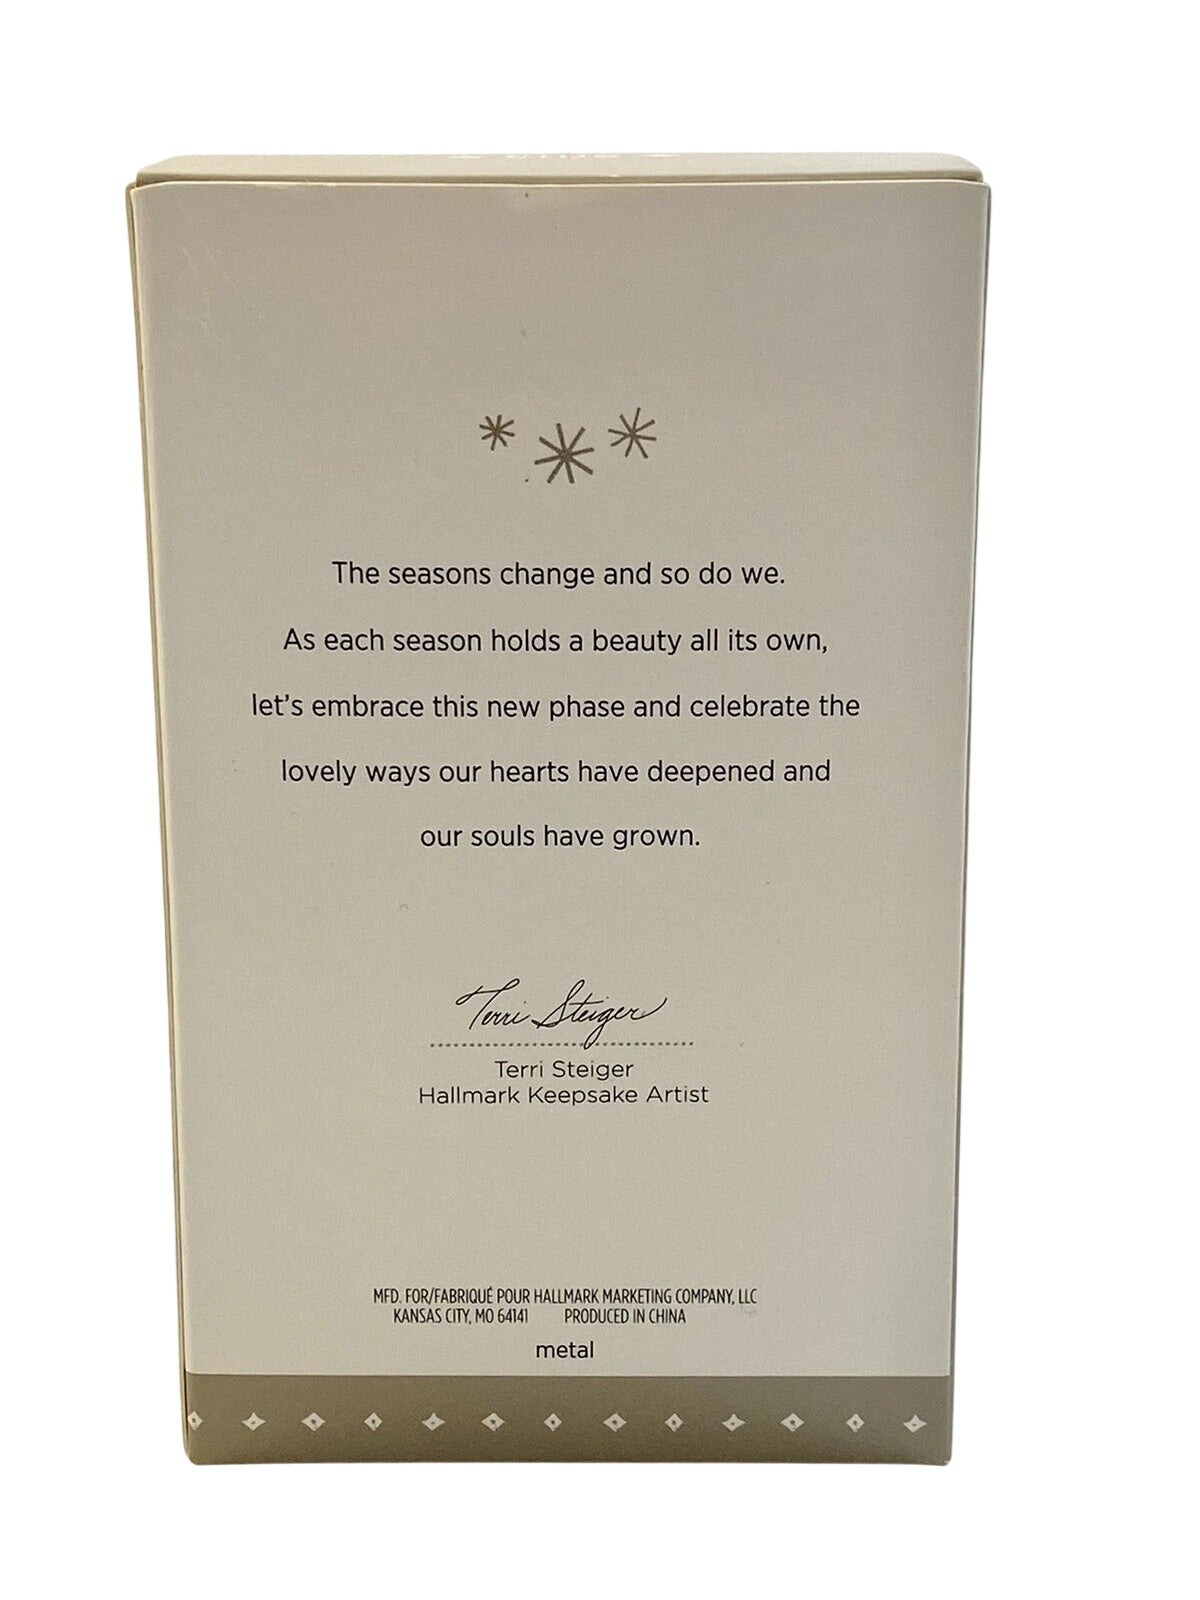 The seasons change and so do we.
As each season holds a beauty all its own,
let's embrace this new phase and celebrate the
lovely ways our hearts have deepened and
our souls have grown.
Terri Steiger
Terri Steiger
Hallmark Keepsake Artist
MFD. FOR/FABRIQUÉ POUR HALLMARK MARKETING COMPANY, LLC
KANSAS CITY, MO 64141 PRODUCED IN CHINA
metal